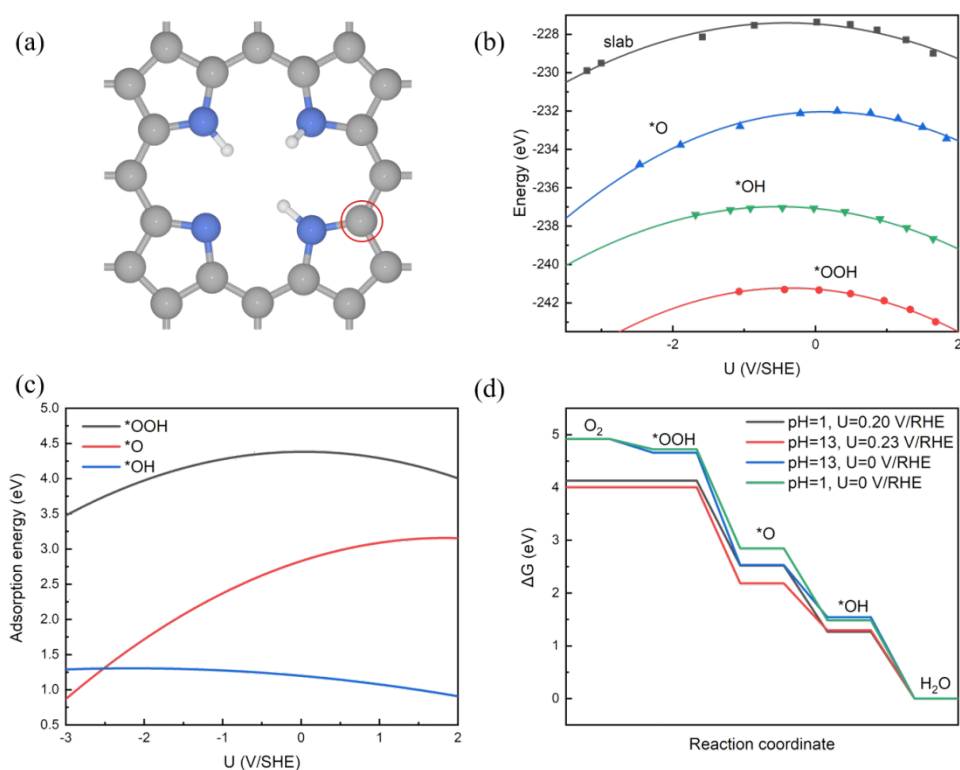 (a)
(b)
-228
-230
-232
-234
-236
-238
-240
-242
Energy (eV)
slab
*O
*OH
*OOH
-2
0
2
U (V/SHE)
(c)
5.0
4.5
4.0
3.5
3.0
2.5
2.0
1.5
1.0
0.5
Adsorption energy (eV)
*OOH
*O
*OH
-3
-2
-1
0
1
2
U (V/SHE)
(d)
5
4
3
2
1
0
ΔG (eV)
O₂
*OOH
*O
*OH
H₂O
pH=1, U=0.20 V/RHE
pH=13, U=0.23 V/RHE
pH=13, U=0 V/RHE
pH=1, U=0 V/RHE
Reaction coordinate